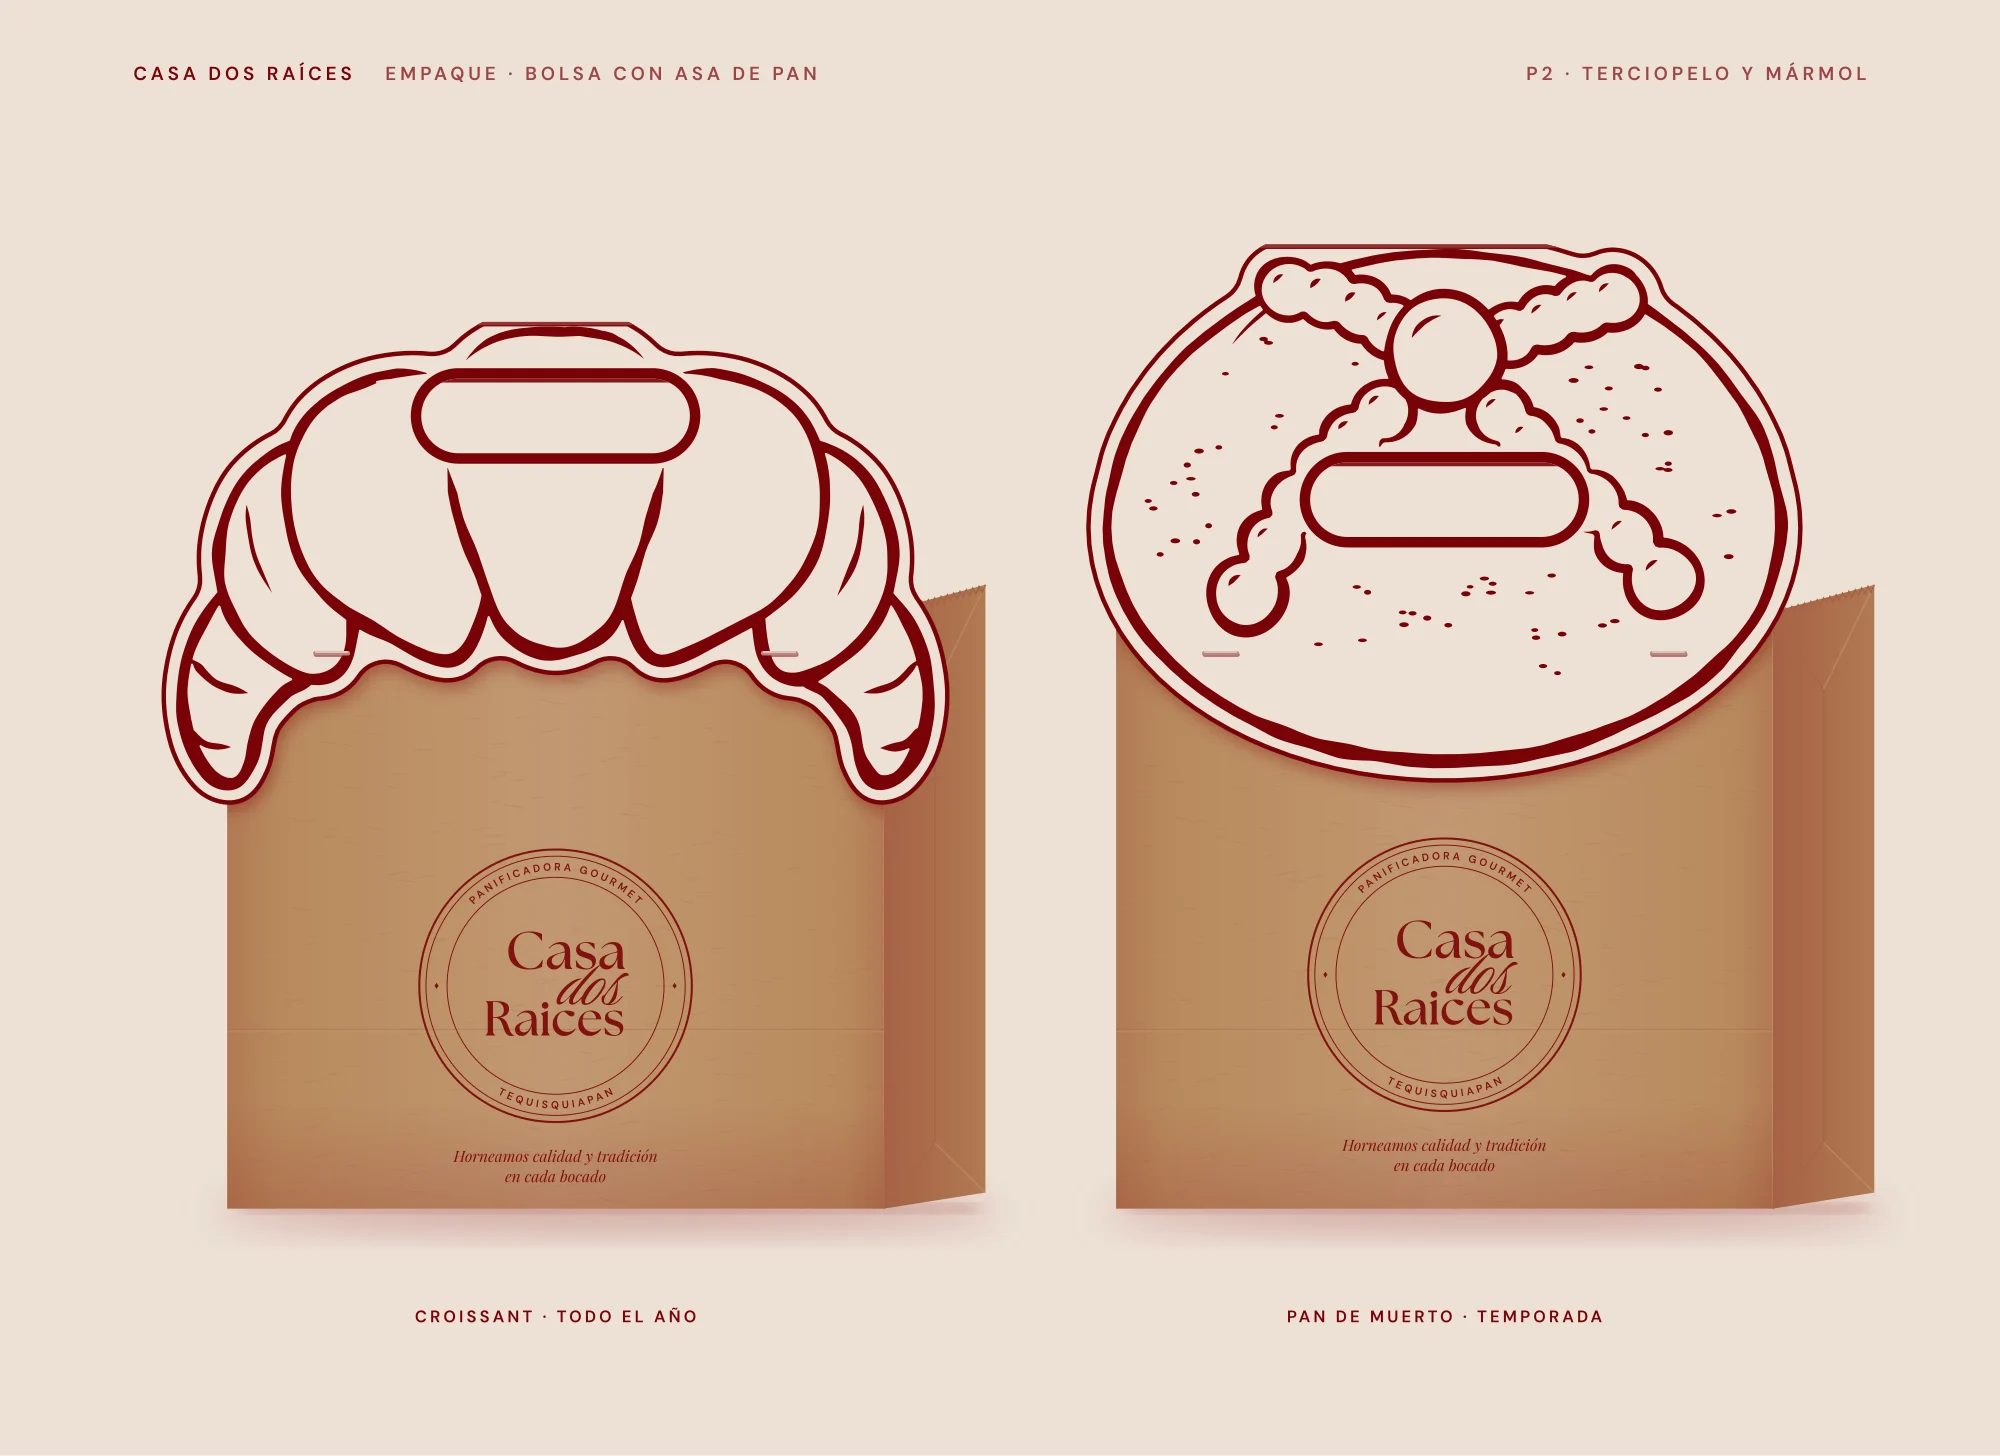 CASA DOS RAÍCES EMPAQUE · BOLSA CON ASA DE PAN
P2 · TERCIOPELO Y MÁRMOL
PANIFICADORA GOURMET
Casa
dos
Raices
TEQUISQUIAPAN
Horneamos calidad y tradición
en cada bocado
PANIFICADORA GOURMET
Casa
dos
Raices
TEQUISQUIAPAN
Horneamos calidad y tradición
en cada bocado
CROISSANT · TODO EL AÑO
PAN DE MUERTO · TEMPORADA